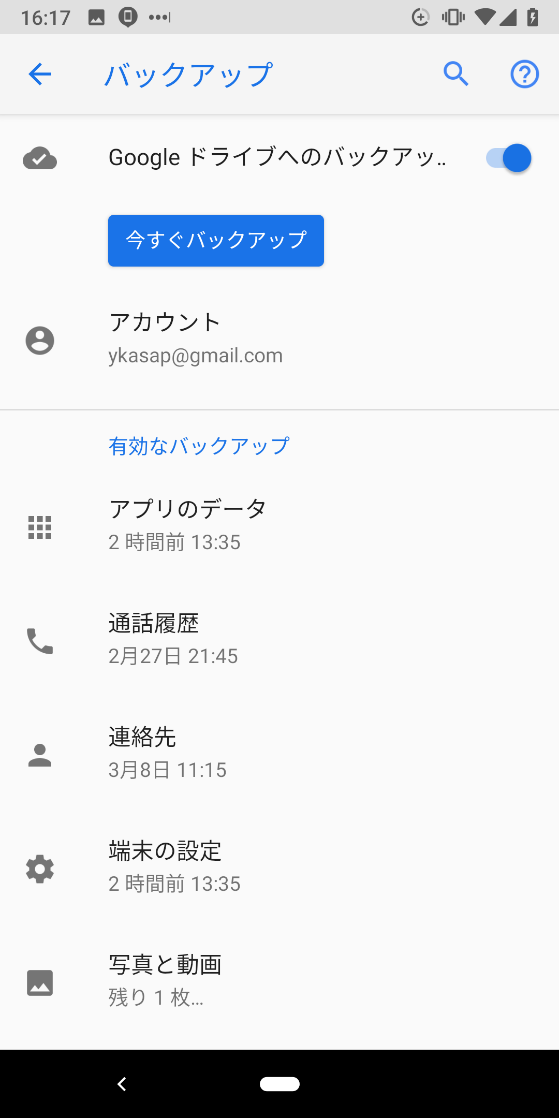 16:17
バックアップ
Google ドライブへのバックアッ..
今すぐバックアップ
アカウント
ykasap@gmail.com
有効なバックアップ
アプリのデータ
2 時間前 13:35
通話履歴
2月27日 21:45
連絡先
3月8日 11:15
端末の設定
2 時間前 13:35
写真と動画
残り 1 枚...